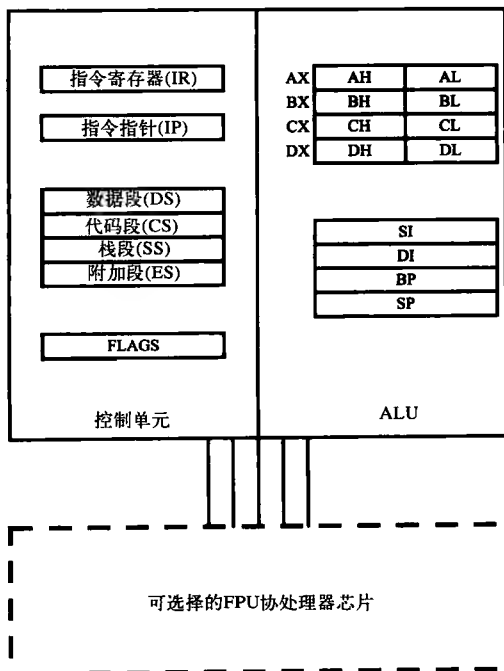 指令寄存器(IR)
指令指针(IP)
数据段(DS)
代码段(CS)
栈段(SS)
附加段(ES)
FLAGS
控制单元
AX AH AL
BX BH BL
CX CH CL
DX DH DL
SI
DI
BP
SP
ALU
可选择的FPU协处理器芯片